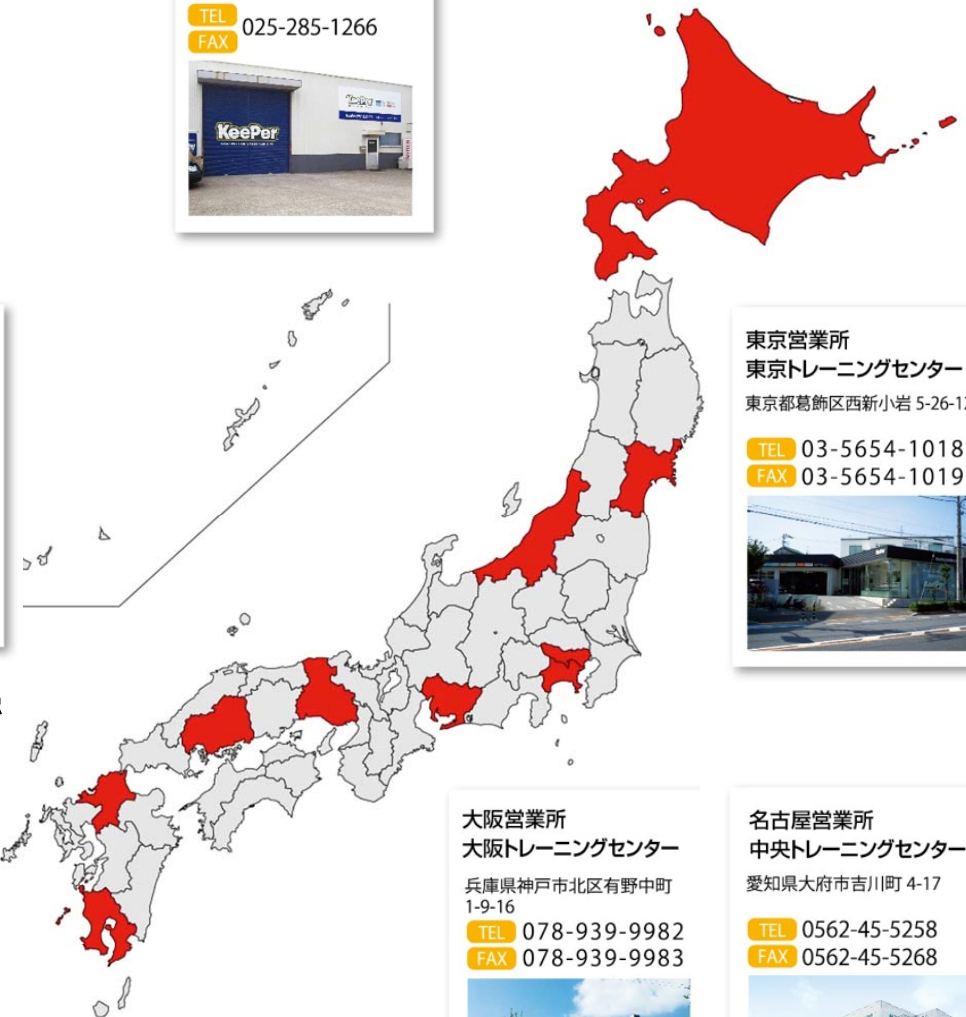 TEL
FAX
025-285-1266
KeePer
KeePer
東京営業所
東京トレーニングセンター
東京都葛飾区西新小岩 5-26-12
TEL 03-5654-1018
FAX 03-5654-1019
大阪営業所
大阪トレーニングセンター
兵庫県神戸市北区有野中町
1-9-16
TEL 078-939-9982
FAX 078-939-9983
名古屋営業所
中央トレーニングセンター
愛知県大府市吉川町 4-17
TEL 0562-45-5258
FAX 0562-45-5268